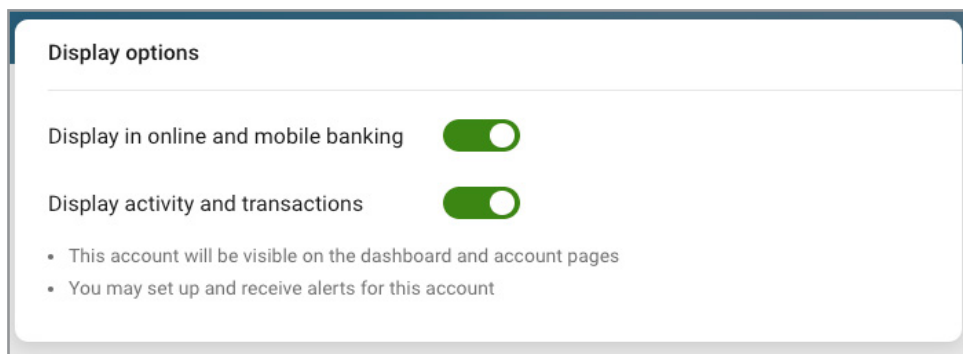 Display options
Display in online and mobile banking
Display activity and transactions
• This account will be visible on the dashboard and account pages
• You may set up and receive alerts for this account